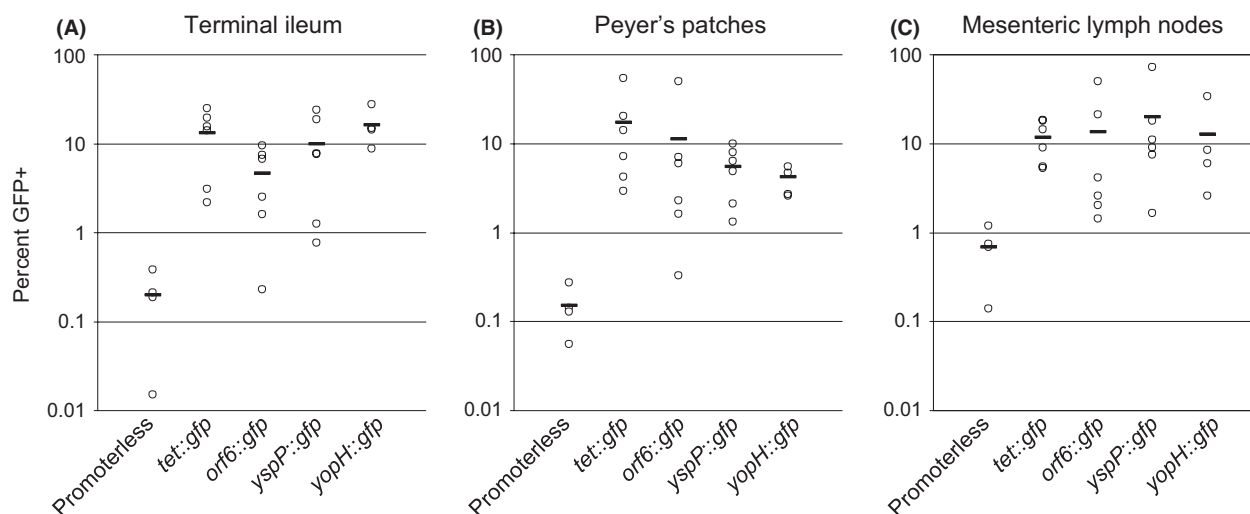 (A) Terminal ileum
(B) Peyer's patches
(C) Mesenteric lymph nodes
Percent GFP+
100
10
1
0.1
0.01
Promoterless
tet::gfp
orf6::gfp
yspP::gfp
yopH::gfp
100
10
1
0.1
0.01
Promoterless
tet::gfp
orf6::gfp
yspP::gfp
yopH::gfp
100
10
1
0.1
0.01
Promoterless
tet::gfp
orf6::gfp
yspP::gfp
yopH::gfp